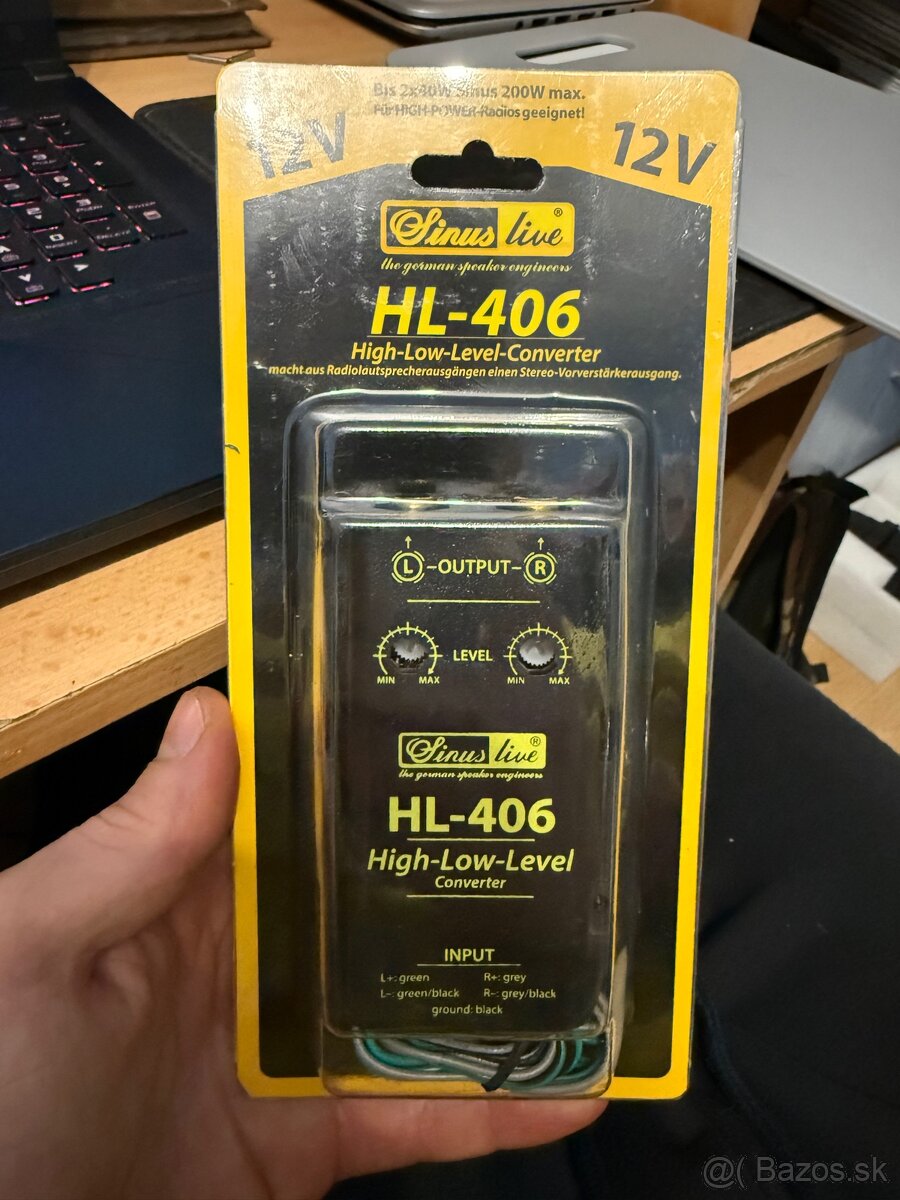 Bis 2x40W Sinus 200W max.
Für HIGH-POWER-Radios geeignet!
12V
12V
Sinus live®
the german speaker engineers
HL-406
High-Low-Level-Converter
macht aus Radiolautsprecherausgängen einen Stereo-Vorverstärkerausgang.
L -OUTPUT- R
LEVEL
MIN MAX MIN MAX
Sinus live®
the german speaker engineers
HL-406
High-Low-Level
Converter
INPUT
L+: green R+: grey
L-: green/black R-: grey/black
ground: black
INSERT
DELETE
@( Bazos.sk